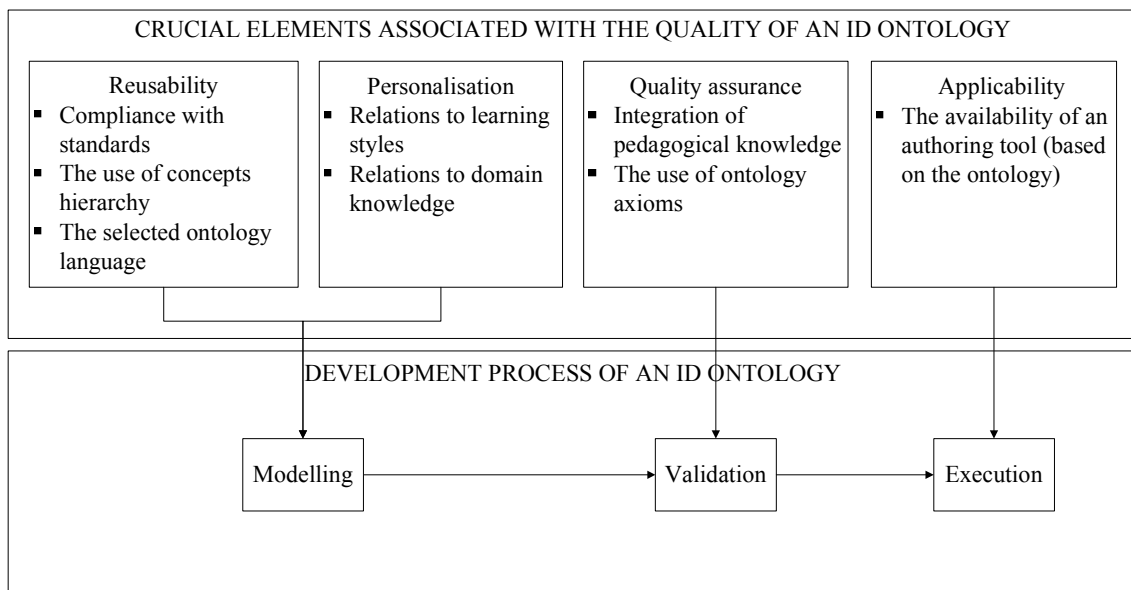 CRUCIAL ELEMENTS ASSOCIATED WITH THE QUALITY OF AN ID ONTOLOGY
Reusability
▪ Compliance with
standards
▪ The use of concepts
hierarchy
▪ The selected ontology
language
Personalisation
▪ Relations to learning
styles
▪ Relations to domain
knowledge
Quality assurance
▪ Integration of
pedagogical knowledge
▪ The use of ontology
axioms
Applicability
▪ The availability of an
authoring tool (based
on the ontology)
DEVELOPMENT PROCESS OF AN ID ONTOLOGY
Modelling
Validation
Execution